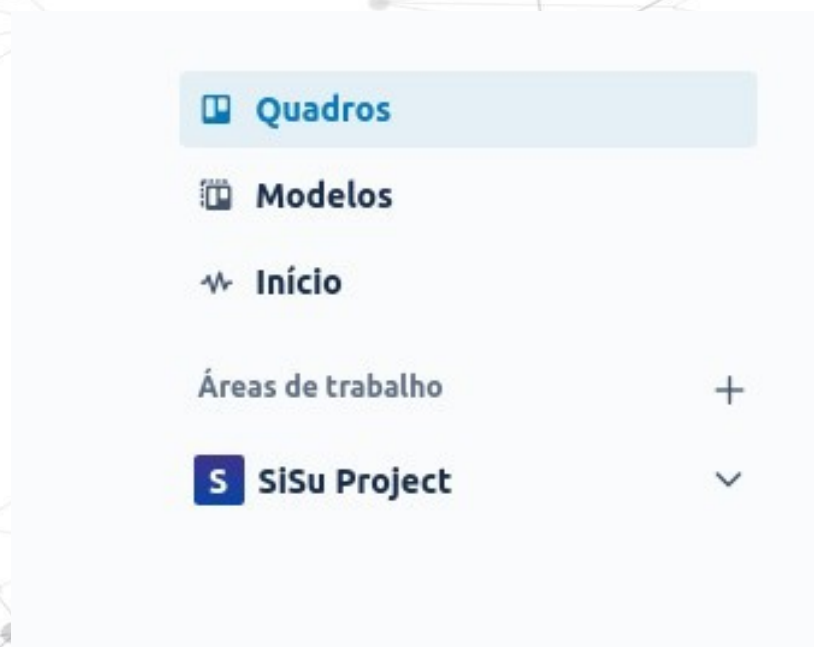 Quadros
Modelos
Início
Áreas de trabalho
S SiSu Project